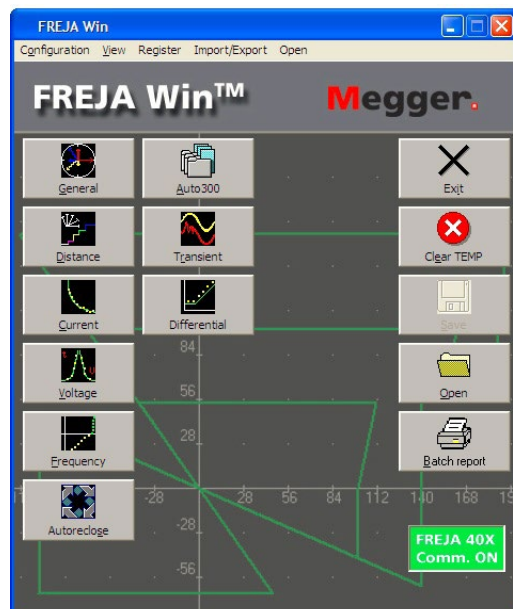 FREJA Win
Configuration View Register Import/Export Open
FREJA Win™ Megger.
General Auto300 Exit
Distance Transient Clear TEMP
Current Differential Save
84
Voltage Open
56
28
Frequency Batch report
-28 28 56 84 112 140 168
Autoreclose
-28
FREJA 40X
Comm. ON
-56